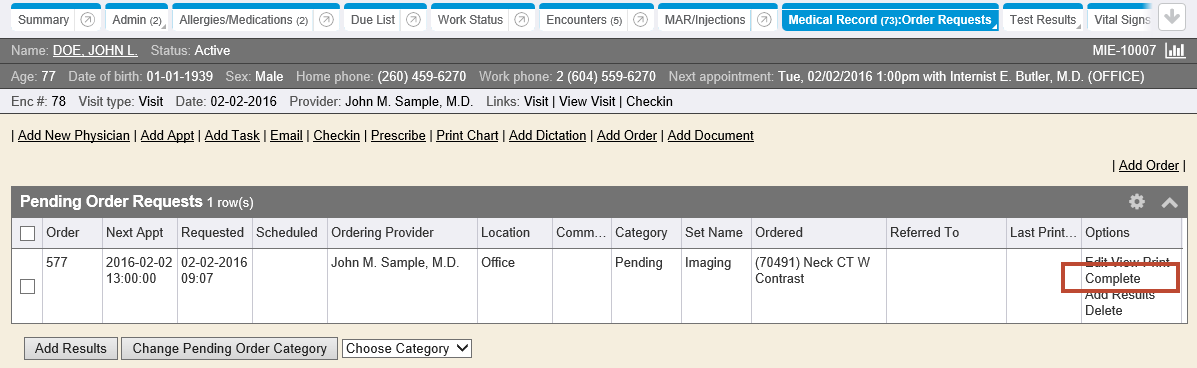 Summary Admin (2) Allergies/Medications (2) Due List Work Status Encounters (5) MAR/Injections Medical Record (73):Order Requests Test Results Vital Signs
Name: DOE, JOHN L. Status: Active MIE-10007
Age: 77 Date of birth: 01-01-1939 Sex: Male Home phone: (260) 459-6270 Work phone: 2 (604) 559-6270 Next appointment: Tue, 02/02/2016 1:00pm with Internist E. Butler, M.D. (OFFICE)
Enc #: 78 Visit type: Visit Date: 02-02-2016 Provider: John M. Sample, M.D. Links: Visit | View Visit | Checkin
| Add New Physician | Add Appt | Add Task | Email | Checkin | Prescribe | Print Chart | Add Dictation | Add Order | Add Document
| Add Order |
Pending Order Requests 1 row(s)
Order Next Appt Requested Scheduled Ordering Provider Location Comm... Category Set Name Ordered Referred To Last Print... Options
577 2016-02-02 02-02-2016 John M. Sample, M.D. Office Pending Imaging (70491) Neck CT W Edit View Print
13:00:00 09:07 Contrast Complete
Add Results
Delete
Add Results Change Pending Order Category Choose Category